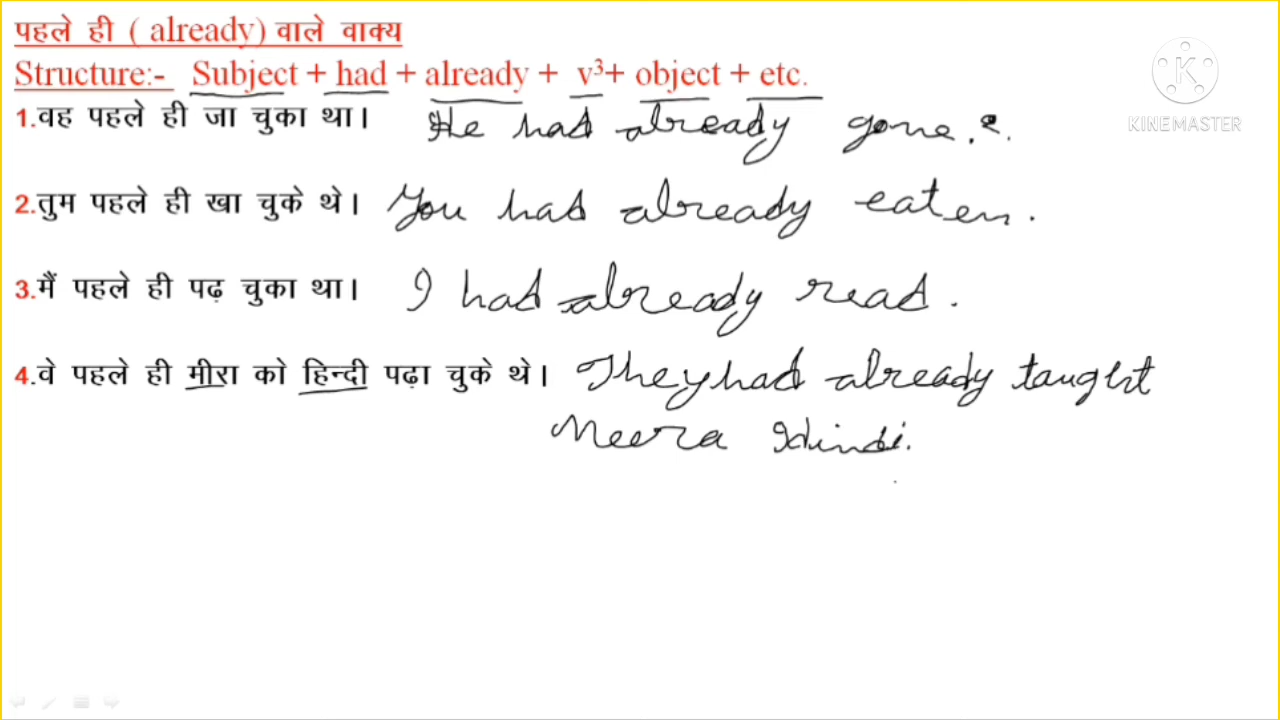 पहले ही ( already) वाले वाक्य
Structure:- Subject + had + already + v³+ object + etc.
1.वह पहले ही जा चुका था। He had already gone.
2.तुम पहले ही खा चुके थे। You had already eaten.
3.मैं पहले ही पढ़ चुका था। I had already read.
4.वे पहले ही मीरा को हिन्दी पढ़ा चुके थे। They had already taught
Meera Hindi.
K
KINEMASTER